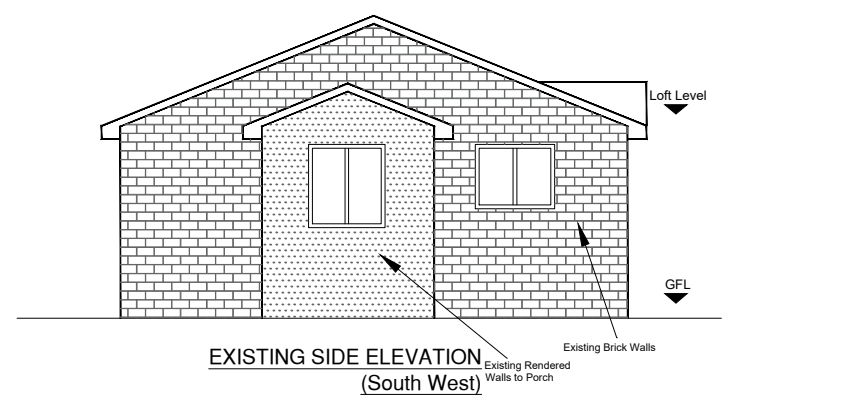 Loft Level
GFL
Existing Brick Walls
EXISTING SIDE ELEVATION
(South West)
Existing Rendered
Walls to Porch